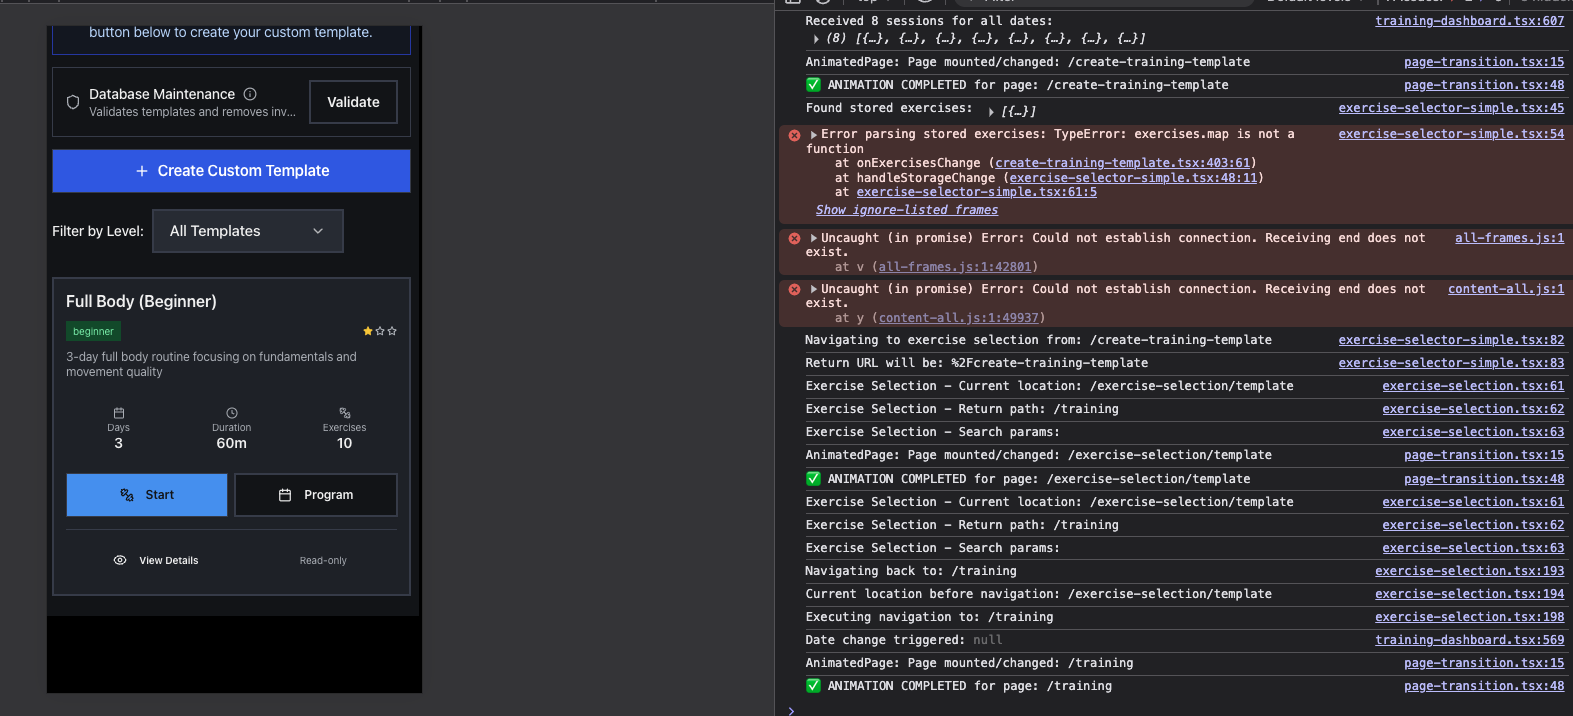 button below to create your custom template.
Database Maintenance
Validates templates and removes inv...
Validate
+ Create Custom Template
Filter by Level:
All Templates
Full Body (Beginner)
beginner
3-day full body routine focusing on fundamentals and
movement quality
Days
3
Duration
60m
Exercises
10
Start
Program
View Details
Read-only
Received 8 sessions for all dates: training-dashboard.tsx:607
(8) [{…}, {…}, {…}, {…}, {…}, {…}, {…}, {…}]
AnimatedPage: Page mounted/changed: /create-training-template page-transition.tsx:15
✅ ANIMATION COMPLETED for page: /create-training-template page-transition.tsx:48
Found stored exercises: [{…}] exercise-selector-simple.tsx:45
Error parsing stored exercises: TypeError: exercises.map is not a exercise-selector-simple.tsx:54
function
at onExercisesChange (create-training-template.tsx:403:61)
at handleStorageChange (exercise-selector-simple.tsx:48:11)
at exercise-selector-simple.tsx:61:5
Show ignore-listed frames
Uncaught (in promise) Error: Could not establish connection. Receiving end does not all-frames.js:1
exist.
at v (all-frames.js:1:42801)
Uncaught (in promise) Error: Could not establish connection. Receiving end does not content-all.js:1
exist.
at y (content-all.js:1:49937)
Navigating to exercise selection from: /create-training-template exercise-selector-simple.tsx:82
Return URL will be: %2Fcreate-training-template exercise-selector-simple.tsx:83
Exercise Selection - Current location: /exercise-selection/template exercise-selection.tsx:61
Exercise Selection - Return path: /training exercise-selection.tsx:62
Exercise Selection - Search params: exercise-selection.tsx:63
AnimatedPage: Page mounted/changed: /exercise-selection/template page-transition.tsx:15
✅ ANIMATION COMPLETED for page: /exercise-selection/template page-transition.tsx:48
Exercise Selection - Current location: /exercise-selection/template exercise-selection.tsx:61
Exercise Selection - Return path: /training exercise-selection.tsx:62
Exercise Selection - Search params: exercise-selection.tsx:63
Navigating back to: /training exercise-selection.tsx:193
Current location before navigation: /exercise-selection/template exercise-selection.tsx:194
Executing navigation to: /training exercise-selection.tsx:198
Date change triggered: null training-dashboard.tsx:569
AnimatedPage: Page mounted/changed: /training page-transition.tsx:15
✅ ANIMATION COMPLETED for page: /training page-transition.tsx:48